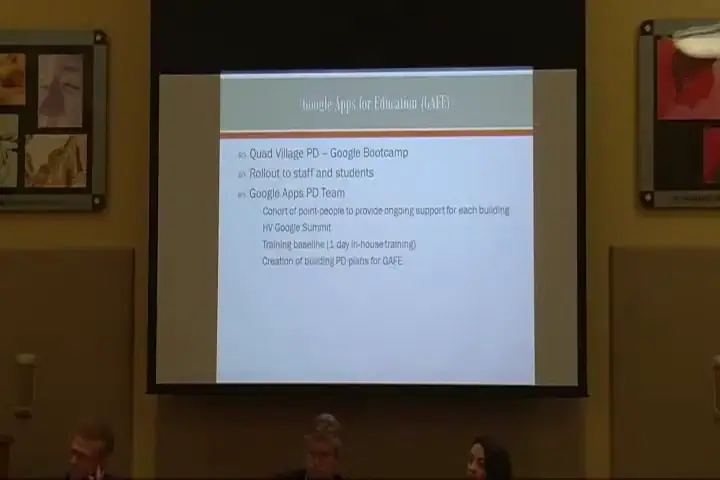 Google Apps for Education (GAFE)
Quad Village PD – Google Bootcamp
Rollout to staff and students
Google Apps PD Team
Cohort of point-people to provide ongoing support for each building
HV Google Summit
Training baseline (1 day in-house training)
Creation of building PD plans for GAFE